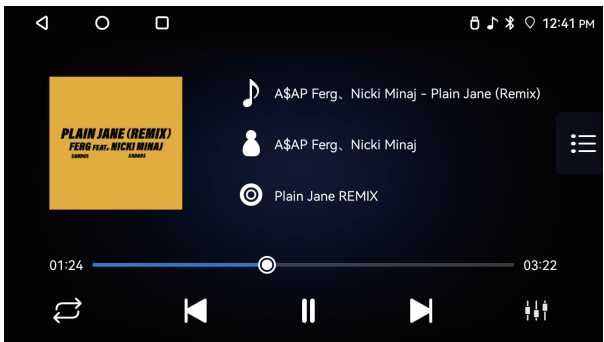 12:41 PM
A$AP Ferg、Nicki Minaj - Plain Jane (Remix)
PLAIN JANE (REMIX)
FERG FEAT. NICKI MINAJ
A$AP Ferg、Nicki Minaj
Plain Jane REMIX
01:24
03:22